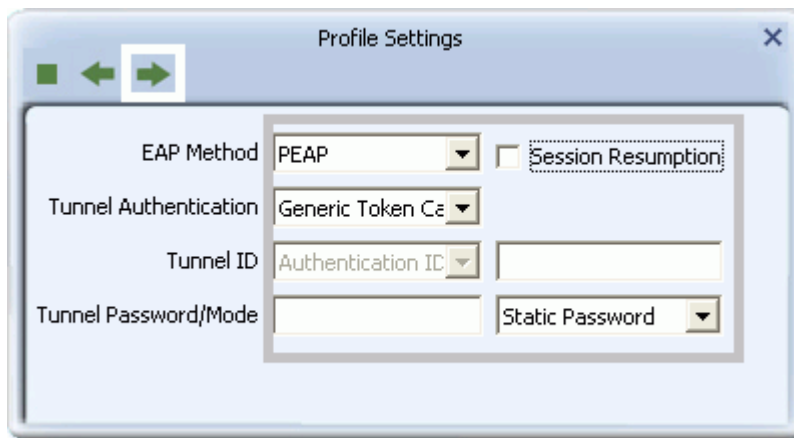 Profile Settings
EAP Method PEAP Session Resumption
Tunnel Authentication Generic Token Ca
Tunnel ID Authentication ID
Tunnel Password/Mode Static Password